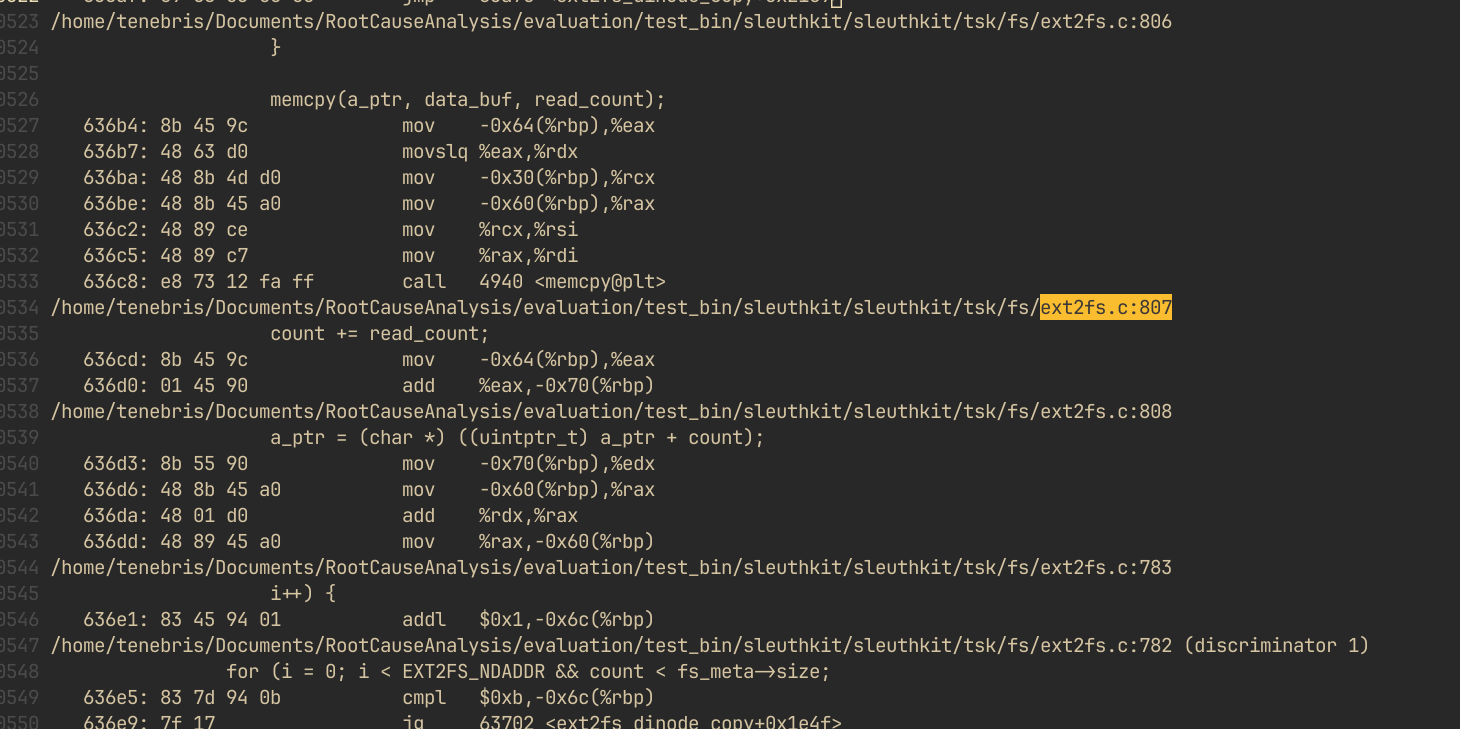 0523 /home/tenebris/Documents/RootCauseAnalysis/evaluation/test_bin/sleuthkit/sleuthkit/tsk/fs/ext2fs.c:806
0524 }
0525
0526 memcpy(a_ptr, data_buf, read_count);
0527 636b4: 8b 45 9c mov -0x64(%rbp),%eax
0528 636b7: 48 63 d0 movslq %eax,%rdx
0529 636ba: 48 8b 4d d0 mov -0x30(%rbp),%rcx
0530 636be: 48 8b 45 a0 mov -0x60(%rbp),%rax
0531 636c2: 48 89 ce mov %rcx,%rsi
0532 636c5: 48 89 c7 mov %rax,%rdi
0533 636c8: e8 73 12 fa ff call 4940 <memcpy@plt>
0534 /home/tenebris/Documents/RootCauseAnalysis/evaluation/test_bin/sleuthkit/sleuthkit/tsk/fs/ext2fs.c:807
0535 count += read_count;
0536 636cd: 8b 45 9c mov -0x64(%rbp),%eax
0537 636d0: 01 45 90 add %eax,-0x70(%rbp)
0538 /home/tenebris/Documents/RootCauseAnalysis/evaluation/test_bin/sleuthkit/sleuthkit/tsk/fs/ext2fs.c:808
0539 a_ptr = (char *) ((uintptr_t) a_ptr + count);
0540 636d3: 8b 55 90 mov -0x70(%rbp),%edx
0541 636d6: 48 8b 45 a0 mov -0x60(%rbp),%rax
0542 636da: 48 01 d0 add %rdx,%rax
0543 636dd: 48 89 45 a0 mov %rax,-0x60(%rbp)
0544 /home/tenebris/Documents/RootCauseAnalysis/evaluation/test_bin/sleuthkit/sleuthkit/tsk/fs/ext2fs.c:783
0545 i++) {
0546 636e1: 83 45 94 01 addl $0x1,-0x6c(%rbp)
0547 /home/tenebris/Documents/RootCauseAnalysis/evaluation/test_bin/sleuthkit/sleuthkit/tsk/fs/ext2fs.c:782 (discriminator 1)
0548 for (i = 0; i < EXT2FS_NDADDR && count < fs_meta->size;
0549 636e5: 83 7d 94 0b cmpl $0xb,-0x6c(%rbp)
0550 636e9: 7f 17 jg 63702 <ext2fs_dinode_copy+0x1e4f>